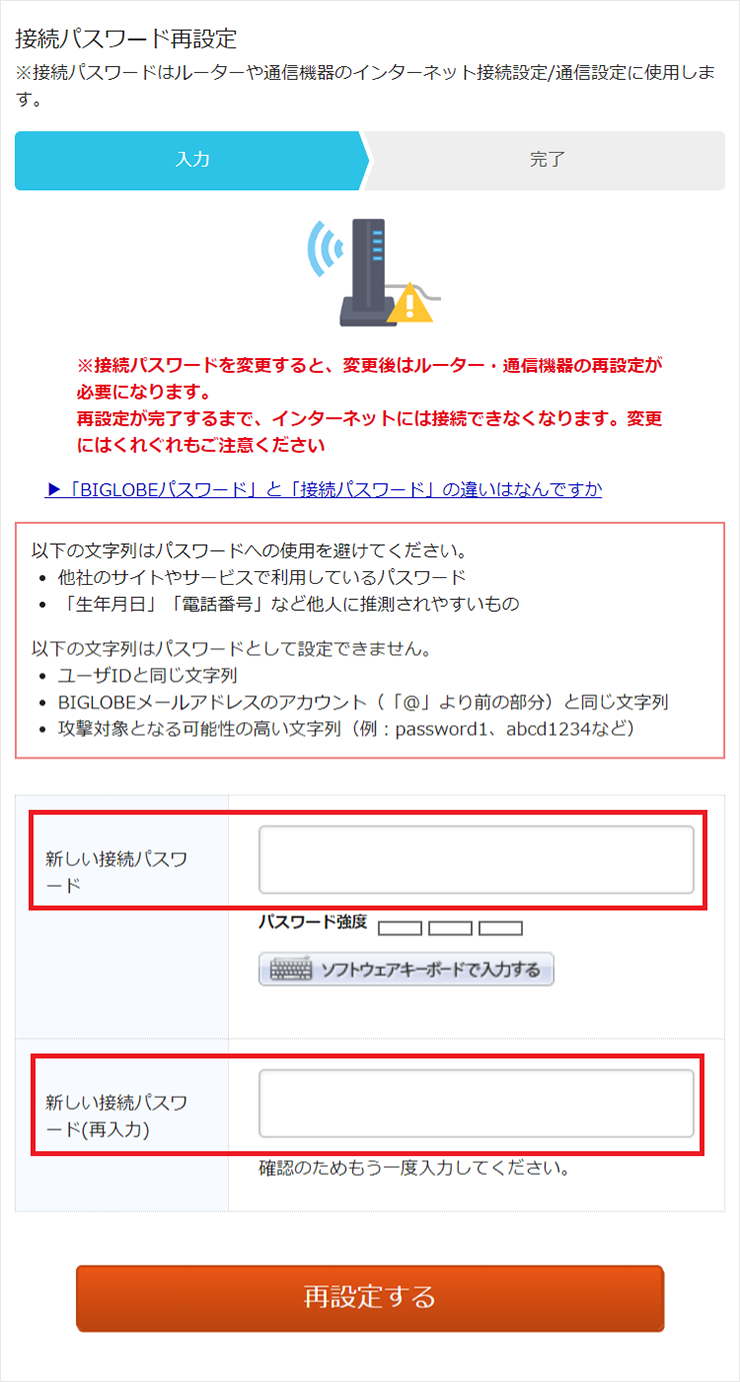 接続パスワード再設定
※接続パスワードはルーターや通信機器のインターネット接続設定/通信設定に使用しま
す。
入力
完了
※接続パスワードを変更すると、変更後はルーター・通信機器の再設定が
必要になります。
再設定が完了するまで、インターネットには接続できなくなります。変更
にはくれぐれもご注意ください
▶「BIGLOBEパスワード」と「接続パスワード」の違いはなんですか
以下の文字列はパスワードへの使用を避けてください。
• 他社のサイトやサービスで利用しているパスワード
• 「生年月日」「電話番号」など他人に推測されやすいもの
以下の文字列はパスワードとして設定できません。
• ユーザIDと同じ文字列
• BIGLOBEメールアドレスのアカウント（「@」より前の部分）と同じ文字列
• 攻撃対象となる可能性の高い文字列（例：password1、abcd1234など）
新しい接続パスワ
ード
パスワード強度
ソフトウェアキーボードで入力する
新しい接続パスワ
ード(再入力)
確認のためもう一度入力してください。
再設定する